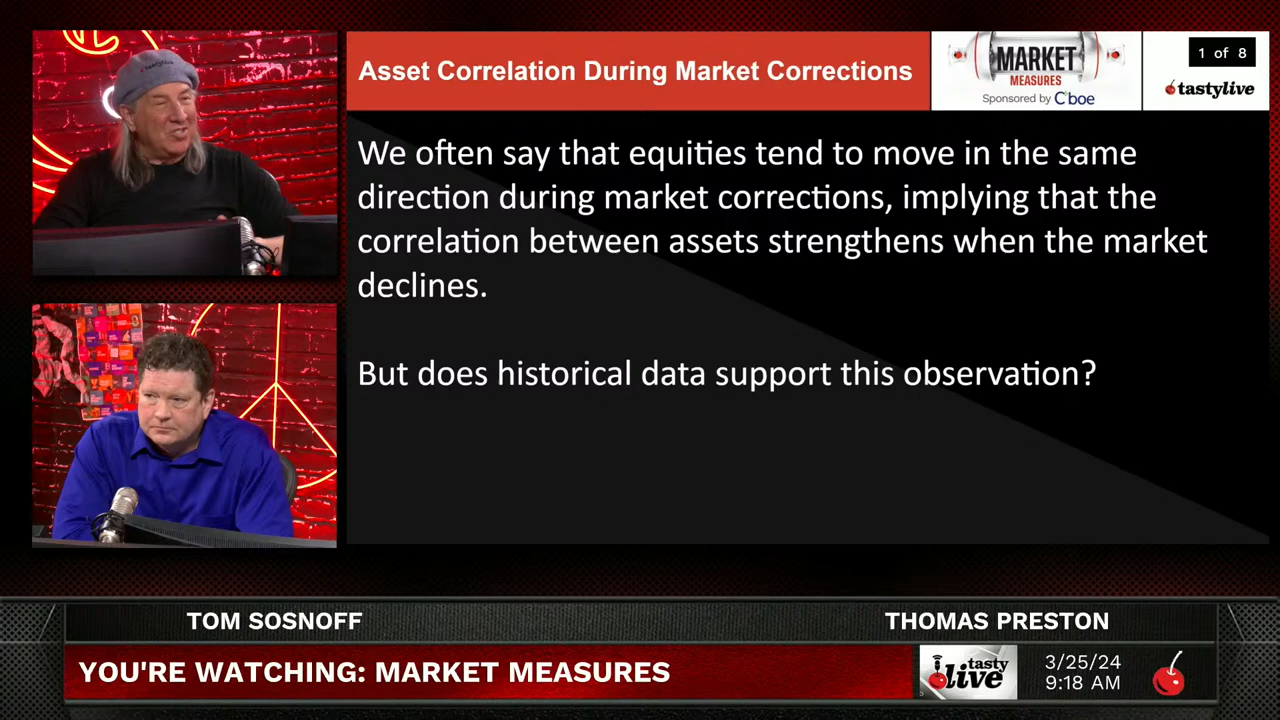 Asset Correlation During Market Corrections
MARKET
MEASURES
Sponsored by Cboe
1 of 8
tastylive
We often say that equities tend to move in the same
direction during market corrections, implying that the
correlation between assets strengthens when the market
declines.
But does historical data support this observation?
TOM SOSNOFF
THOMAS PRESTON
YOU'RE WATCHING: MARKET MEASURES
tasty
live
3/25/24
9:18 AM